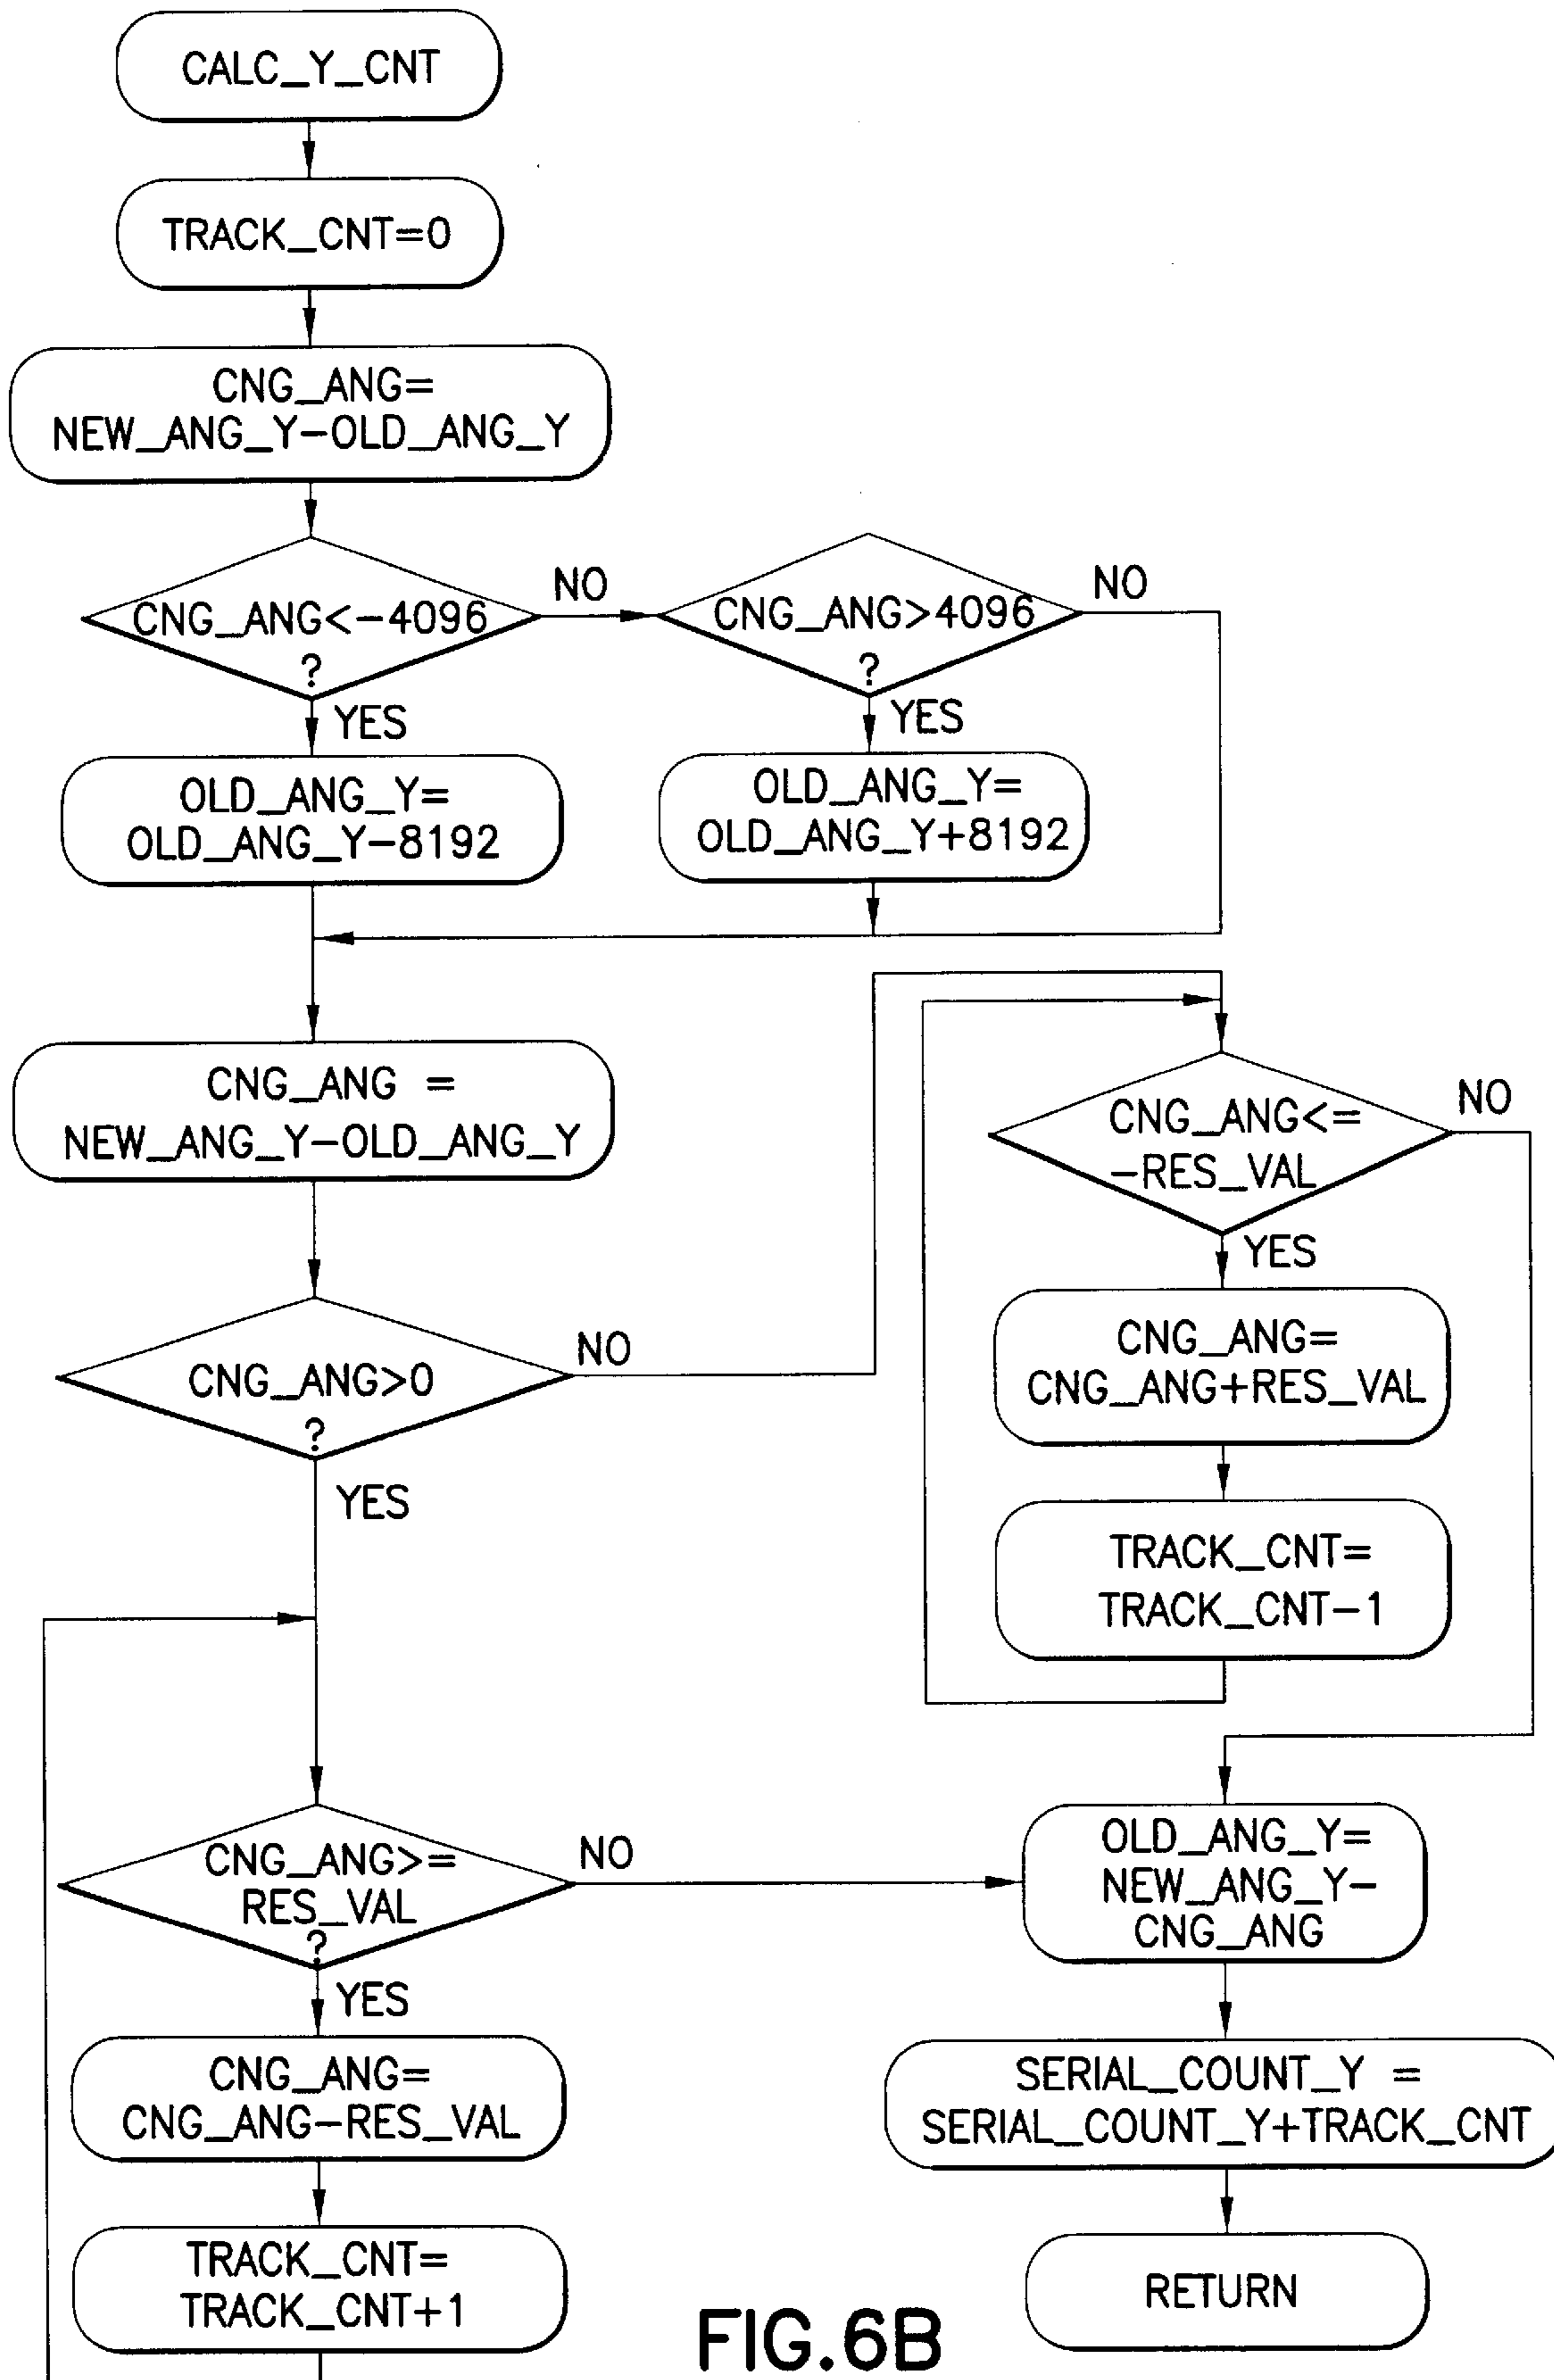 CALC_Y_CNT
TRACK_CNT=0
CNG_ANG=
NEW_ANG_Y-OLD_ANG_Y
CNG_ANG<-4096
?
NO
YES
CNG_ANG>4096
?
NO
YES
OLD_ANG_Y=
OLD_ANG_Y-8192
OLD_ANG_Y=
OLD_ANG_Y+8192
CNG_ANG =
NEW_ANG_Y-OLD_ANG_Y
CNG_ANG>0
?
NO
YES
CNG_ANG<=
-RES_VAL
NO
YES
CNG_ANG=
CNG_ANG+RES_VAL
TRACK_CNT=
TRACK_CNT-1
CNG_ANG>=
RES_VAL
?
NO
YES
CNG_ANG=
CNG_ANG-RES_VAL
TRACK_CNT=
TRACK_CNT+1
OLD_ANG_Y=
NEW_ANG_Y-
CNG_ANG
SERIAL_COUNT_Y =
SERIAL_COUNT_Y+TRACK_CNT
RETURN
FIG.6B